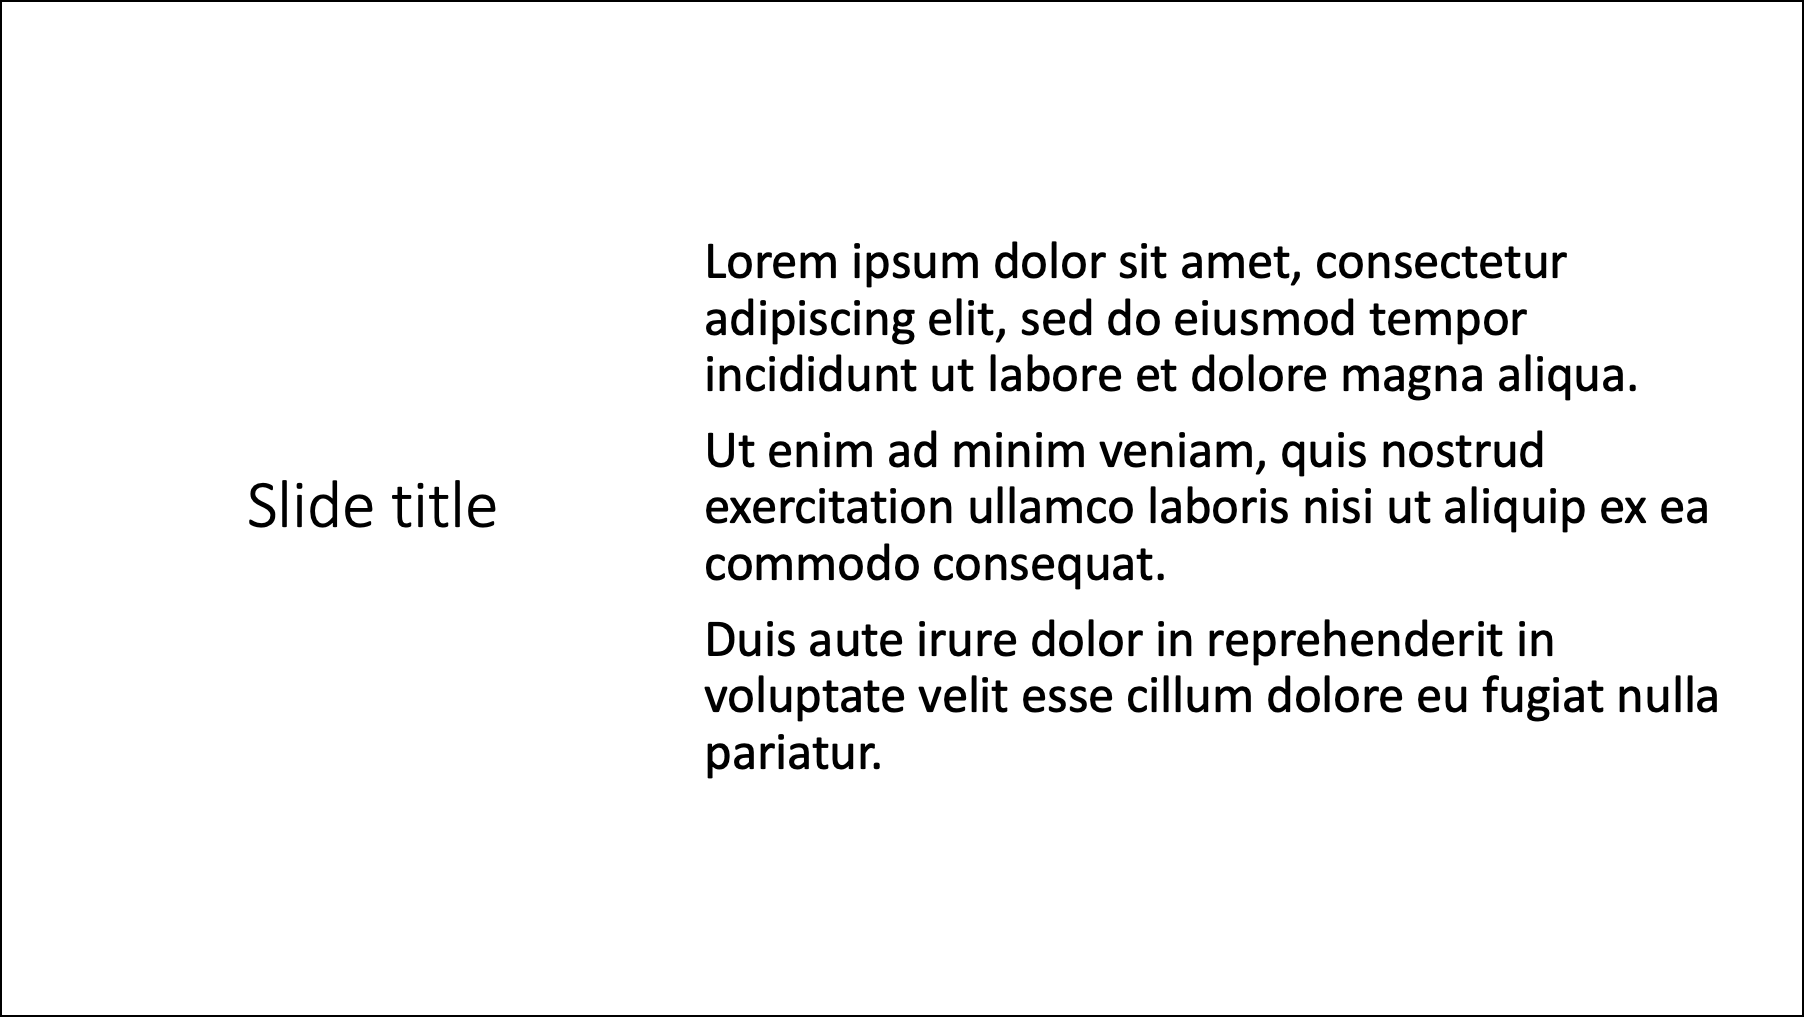 Slide title
Lorem ipsum dolor sit amet, consectetur
adipiscing elit, sed do eiusmod tempor
incididunt ut labore et dolore magna aliqua.
Ut enim ad minim veniam, quis nostrud
exercitation ullamco laboris nisi ut aliquip ex ea
commodo consequat.
Duis aute irure dolor in reprehenderit in
voluptate velit esse cillum dolore eu fugiat nulla
pariatur.